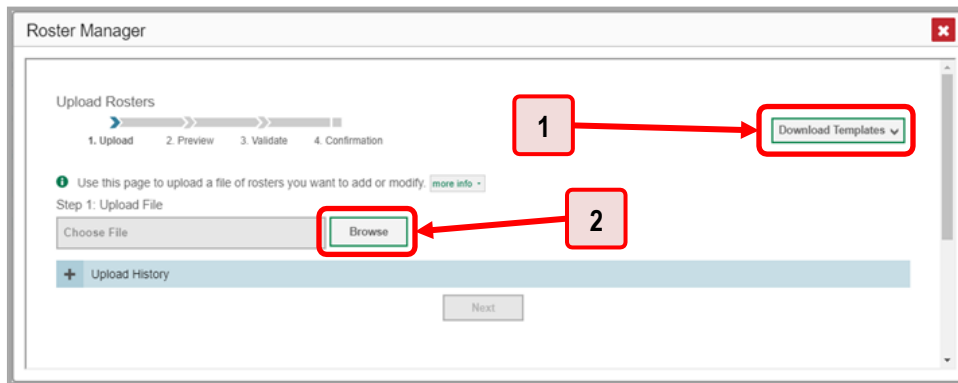 Roster Manager
Upload Rosters
1. Upload 2. Preview 3. Validate 4. Confirmation
1
Download Templates
Use this page to upload a file of rosters you want to add or modify. more info
Step 1: Upload File
Choose File Browse
2
+ Upload History
Next